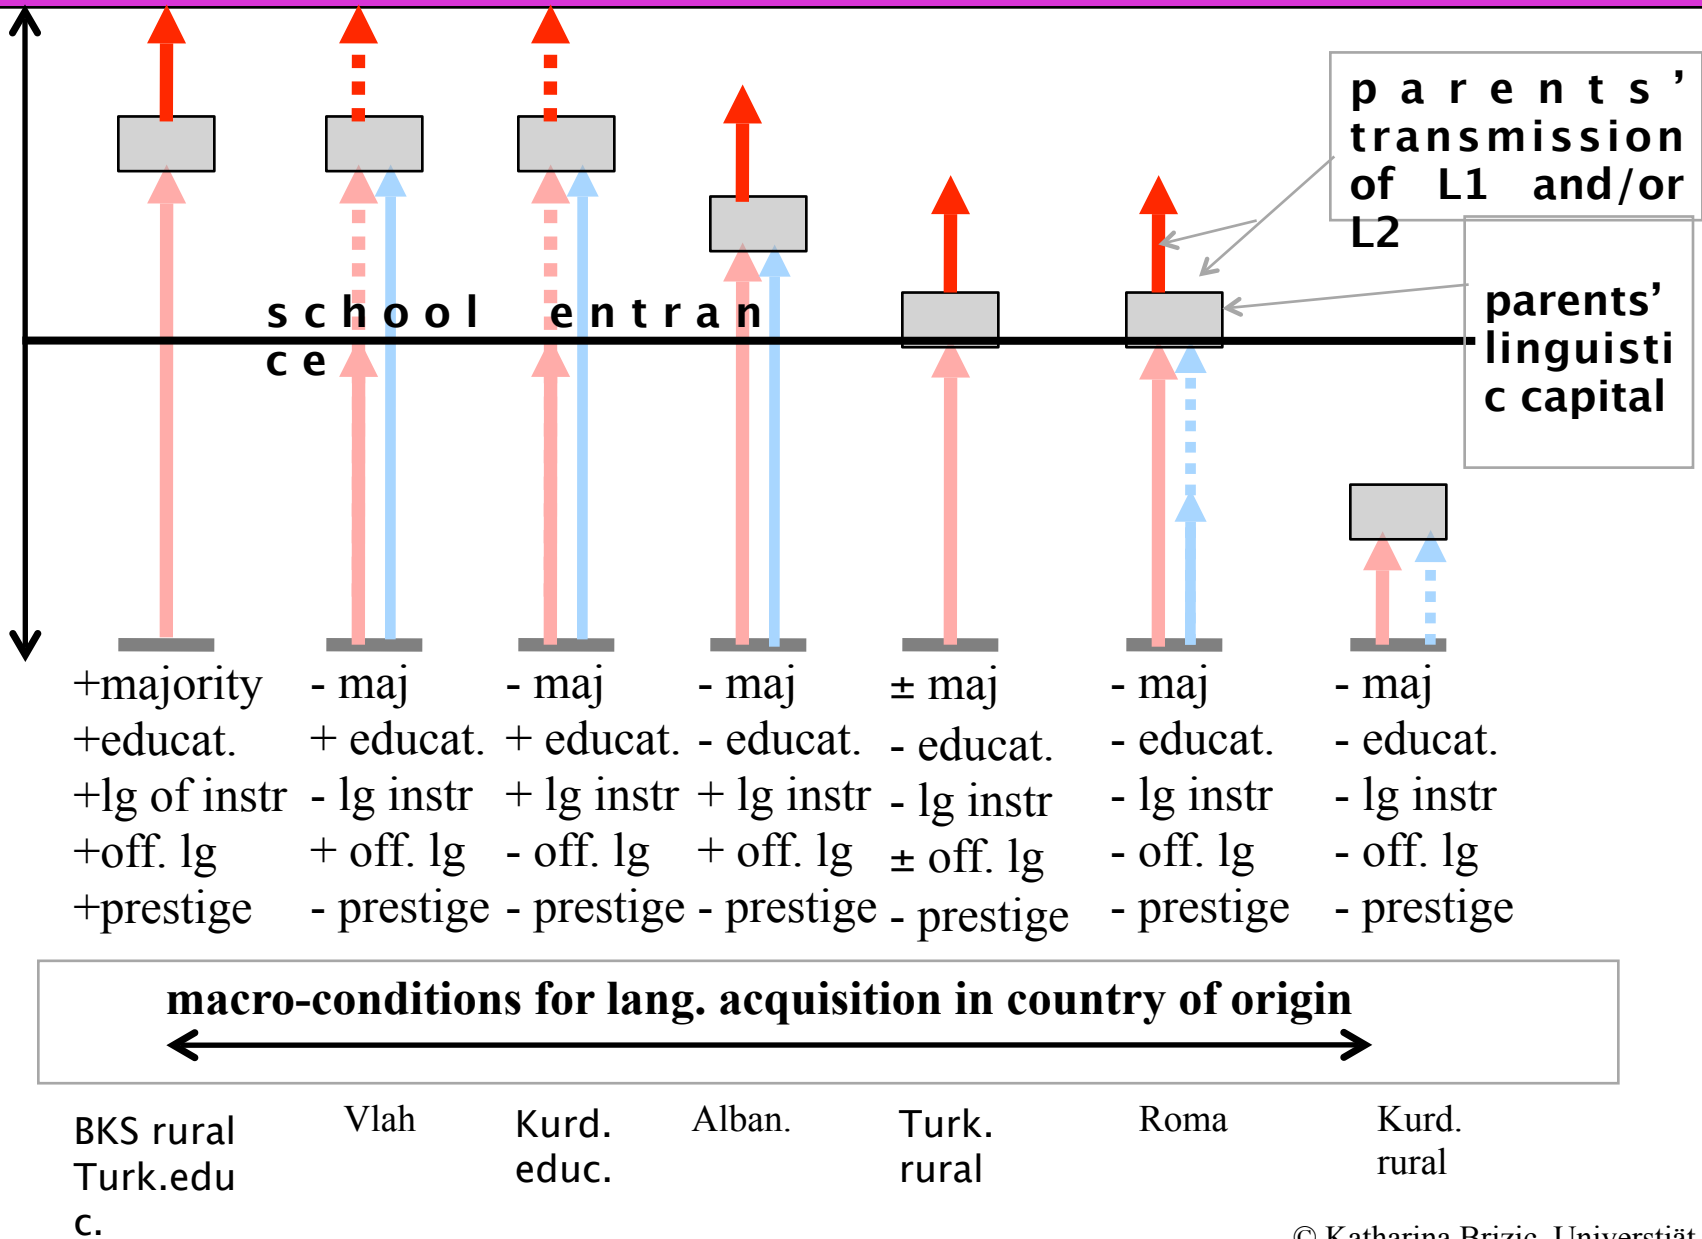 parents’
transmission
of L1 and/or
L2
parents’
linguisti
c capital
school entran
ce
+majority
+educat.
+lg of instr
+off. lg
+prestige
- maj
+ educat.
- lg instr
+ off. lg
- prestige
- maj
+ educat.
+ lg instr
- off. lg
- prestige
- maj
- educat.
+ lg instr
+ off. lg
- prestige
± maj
- educat.
- lg instr
± off. lg
- prestige
- maj
- educat.
- lg instr
- off. lg
- prestige
- maj
- educat.
- lg instr
- off. lg
- prestige
macro-conditions for lang. acquisition in country of origin
BKS rural
Turk.edu
c.
Vlah
Kurd.
educ.
Alban.
Turk.
rural
Roma
Kurd.
rural
© Katharina Brizic, Universtiät